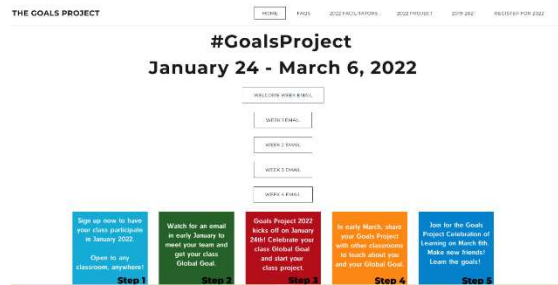 THE GOALS PROJECT
HOME FAQS 2022 FACILITATORS 2022 PROJECT 2019-2021 REGISTER FOR 2022
#GoalsProject
January 24 - March 6, 2022
WELCOME WEEK EMAIL
WEEK 1 EMAIL
WEEK 2 EMAIL
WEEK 3 EMAIL
WEEK 4 EMAIL
Sign up now to have
your class participate
in January 2022.
Open to any
classroom, anywhere!
Step 1
Watch for an email
in early January to
meet your team and
get your class
Global Goal.
Step 2
Goals Project 2022
kicks off on January
24th! Celebrate your
class Global Goal
and start your
class project.
Step 3
In early March, share
your Goals Project
with other classrooms
to teach about you
and your Global Goal.
Step 4
Join for the Goals
Project Celebration of
Learning on March 6th.
Make new friends!
Learn the goals!
Step 5